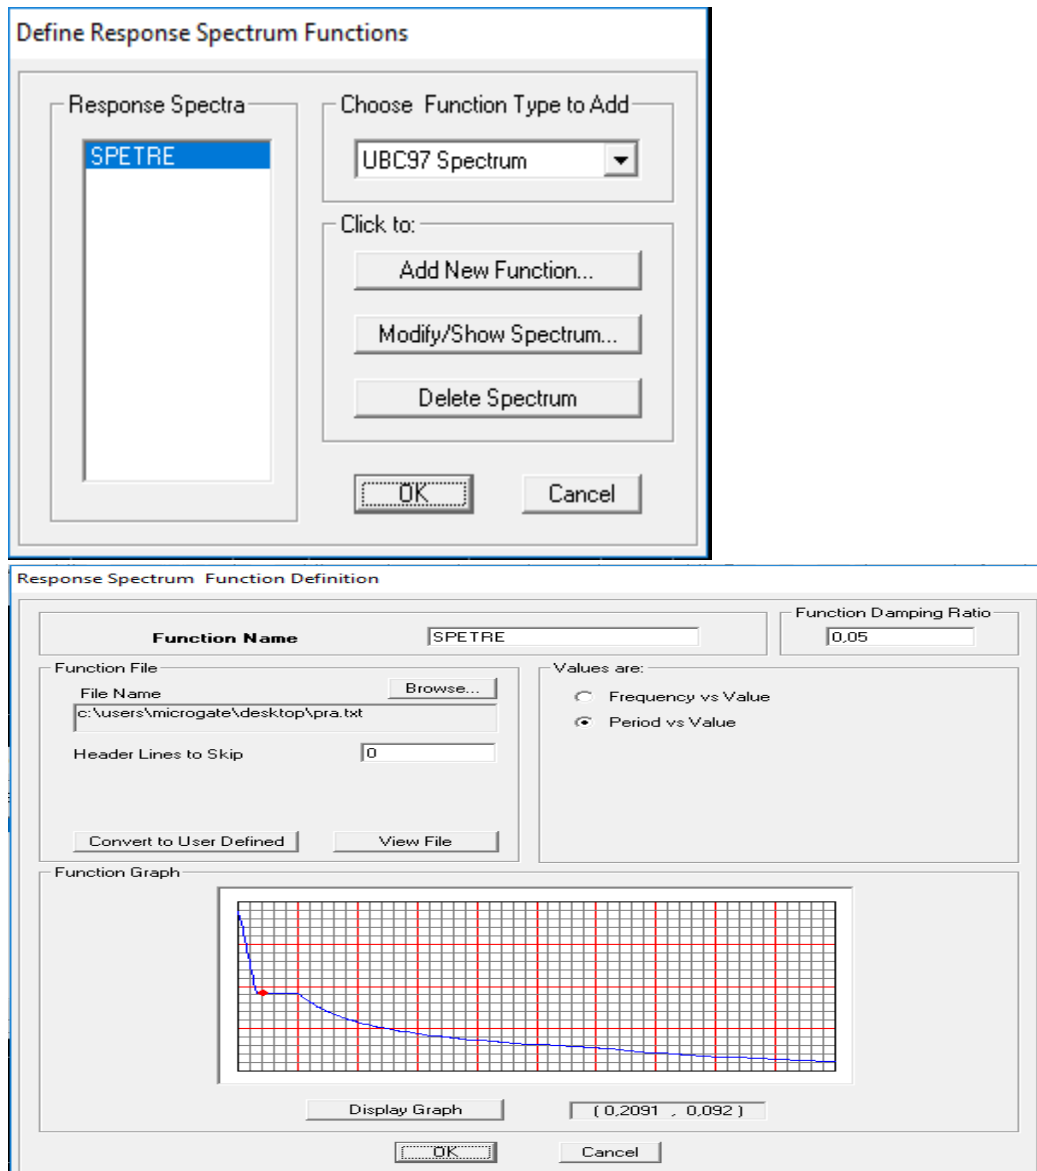 Define Response Spectrum Functions
Response Spectra
Choose Function Type to Add
SPETRE
UBC97 Spectrum
Click to:
Add New Function...
Modify/Show Spectrum...
Delete Spectrum
OK
Cancel
Response Spectrum Function Definition
Function Name
SPETRE
Function Damping Ratio
0,05
Function File
File Name
Browse...
c:\users\microgate\desktop\pra.txt
Header Lines to Skip
0
Convert to User Defined
View File
Values are:
Frequency vs Value
Period vs Value
Function Graph
Display Graph
( 0,2091 , 0,092 )
OK
Cancel